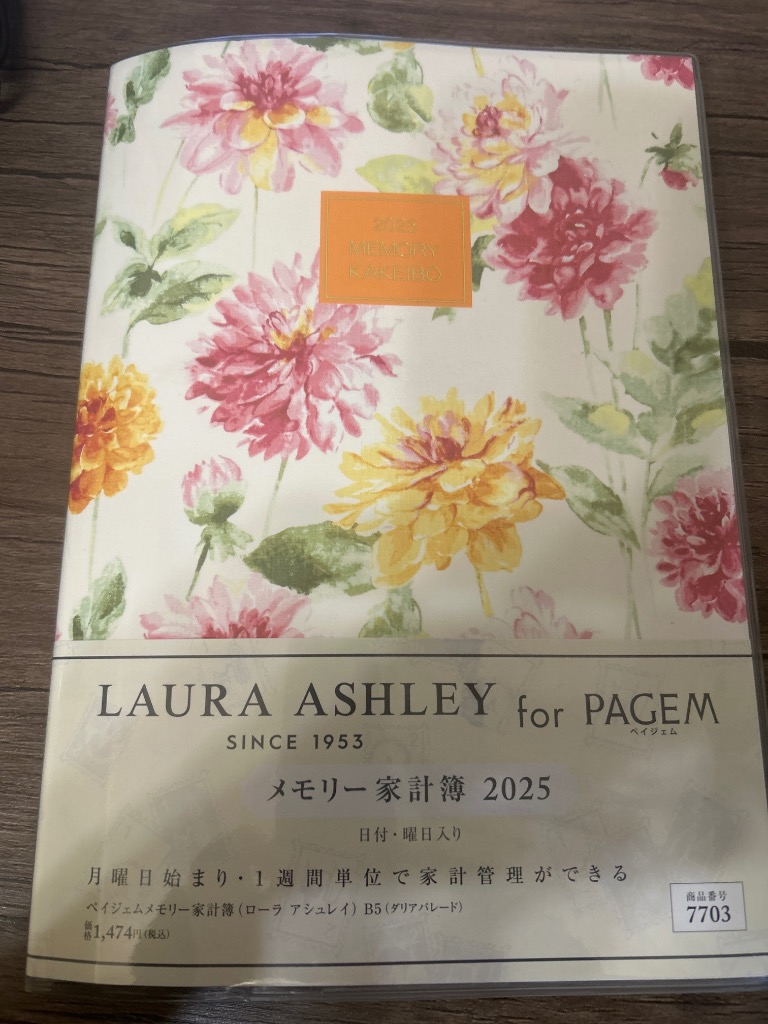 2025
MEMORY
KAKEIBO
LAURA ASHLEY for PAGEM
ペイジェム
SINCE 1953
メモリー家計簿 2025
日付・曜日入り
月曜日始まり・1週間単位で家計管理ができる
ペイジェムメモリー家計簿(ローラ アシュレイ) B5(ダリアパレード)
価格1,474円(税込)
商品番号
7703